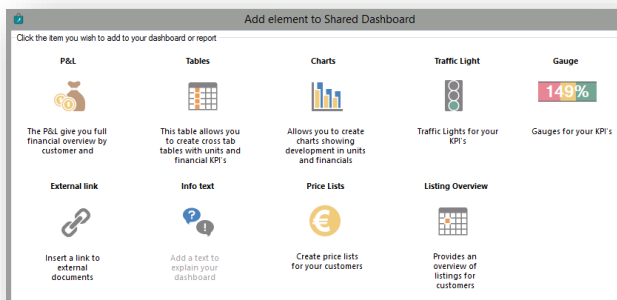 Add element to Shared Dashboard
Click the item you wish to add to your dashboard or report
P&L
Tables
Charts
Traffic Light
Gauge
149%
The P&L give you full
financial overview by
customer and
This table allows you
to create cross tab
tables with units and
financial KPI's
Allows you to create
charts showing
development in units
and financials
Traffic Lights for your
KPI's
Gauges for your KPI's
External link
Info text
Price Lists
Listing Overview
?
!
€
Insert a link to
external
documents
Add a text to
explain your
dashboard
Create price lists
for your customers
Provides an
overview of
listings for
customers